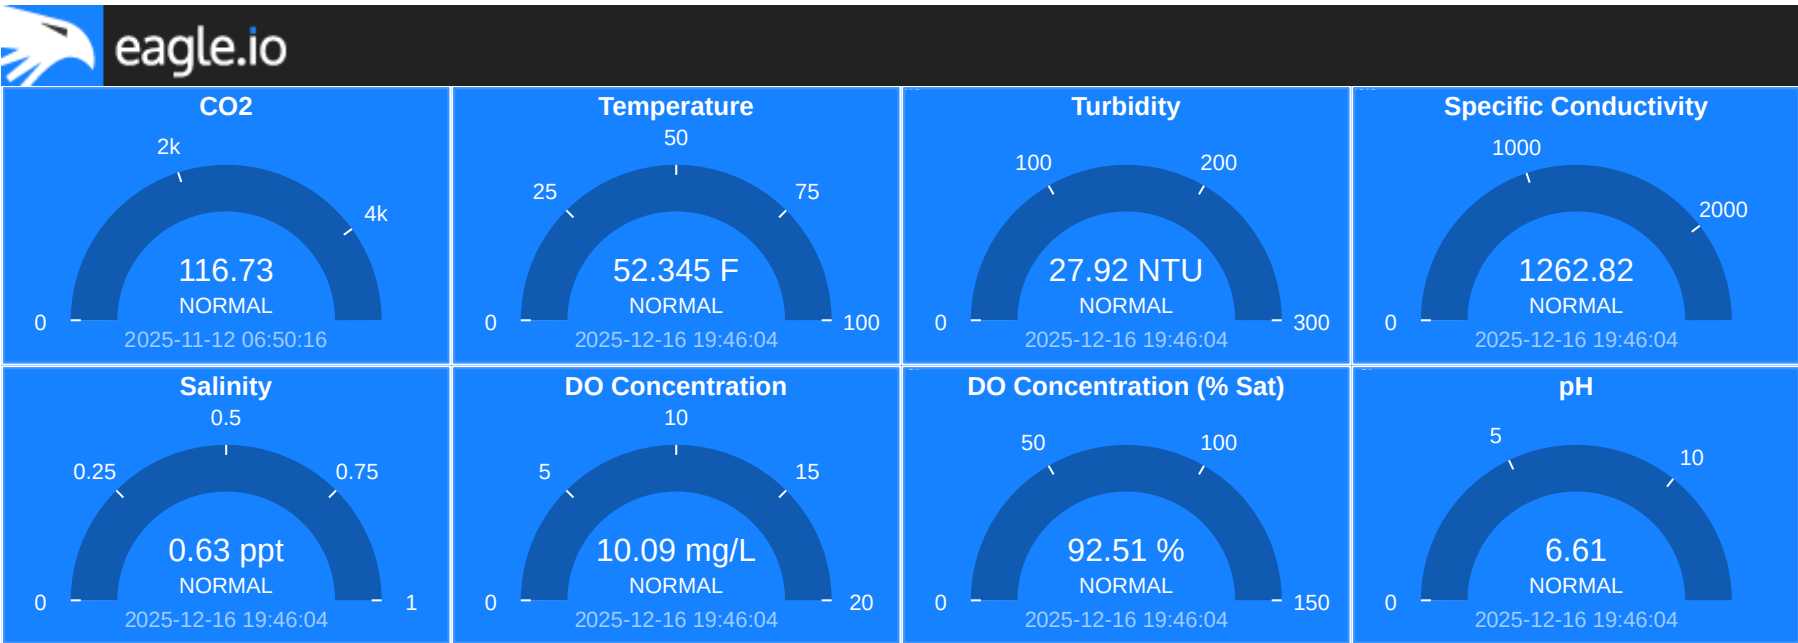 eagle.io
CO2
2k
4k
0
116.73
NORMAL
2025-11-12 06:50:16
Temperature
50
25
75
0
100
52.345 F
NORMAL
2025-12-16 19:46:04
Turbidity
100
200
0
300
27.92 NTU
NORMAL
2025-12-16 19:46:04
Specific Conductivity
1000
2000
0
1262.82
NORMAL
2025-12-16 19:46:04
Salinity
0.5
0.25
0.75
0
1
0.63 ppt
NORMAL
2025-12-16 19:46:04
DO Concentration
10
5
15
0
20
10.09 mg/L
NORMAL
2025-12-16 19:46:04
DO Concentration (% Sat)
50
100
0
150
92.51 %
NORMAL
2025-12-16 19:46:04
pH
5
10
0
6.61
NORMAL
2025-12-16 19:46:04